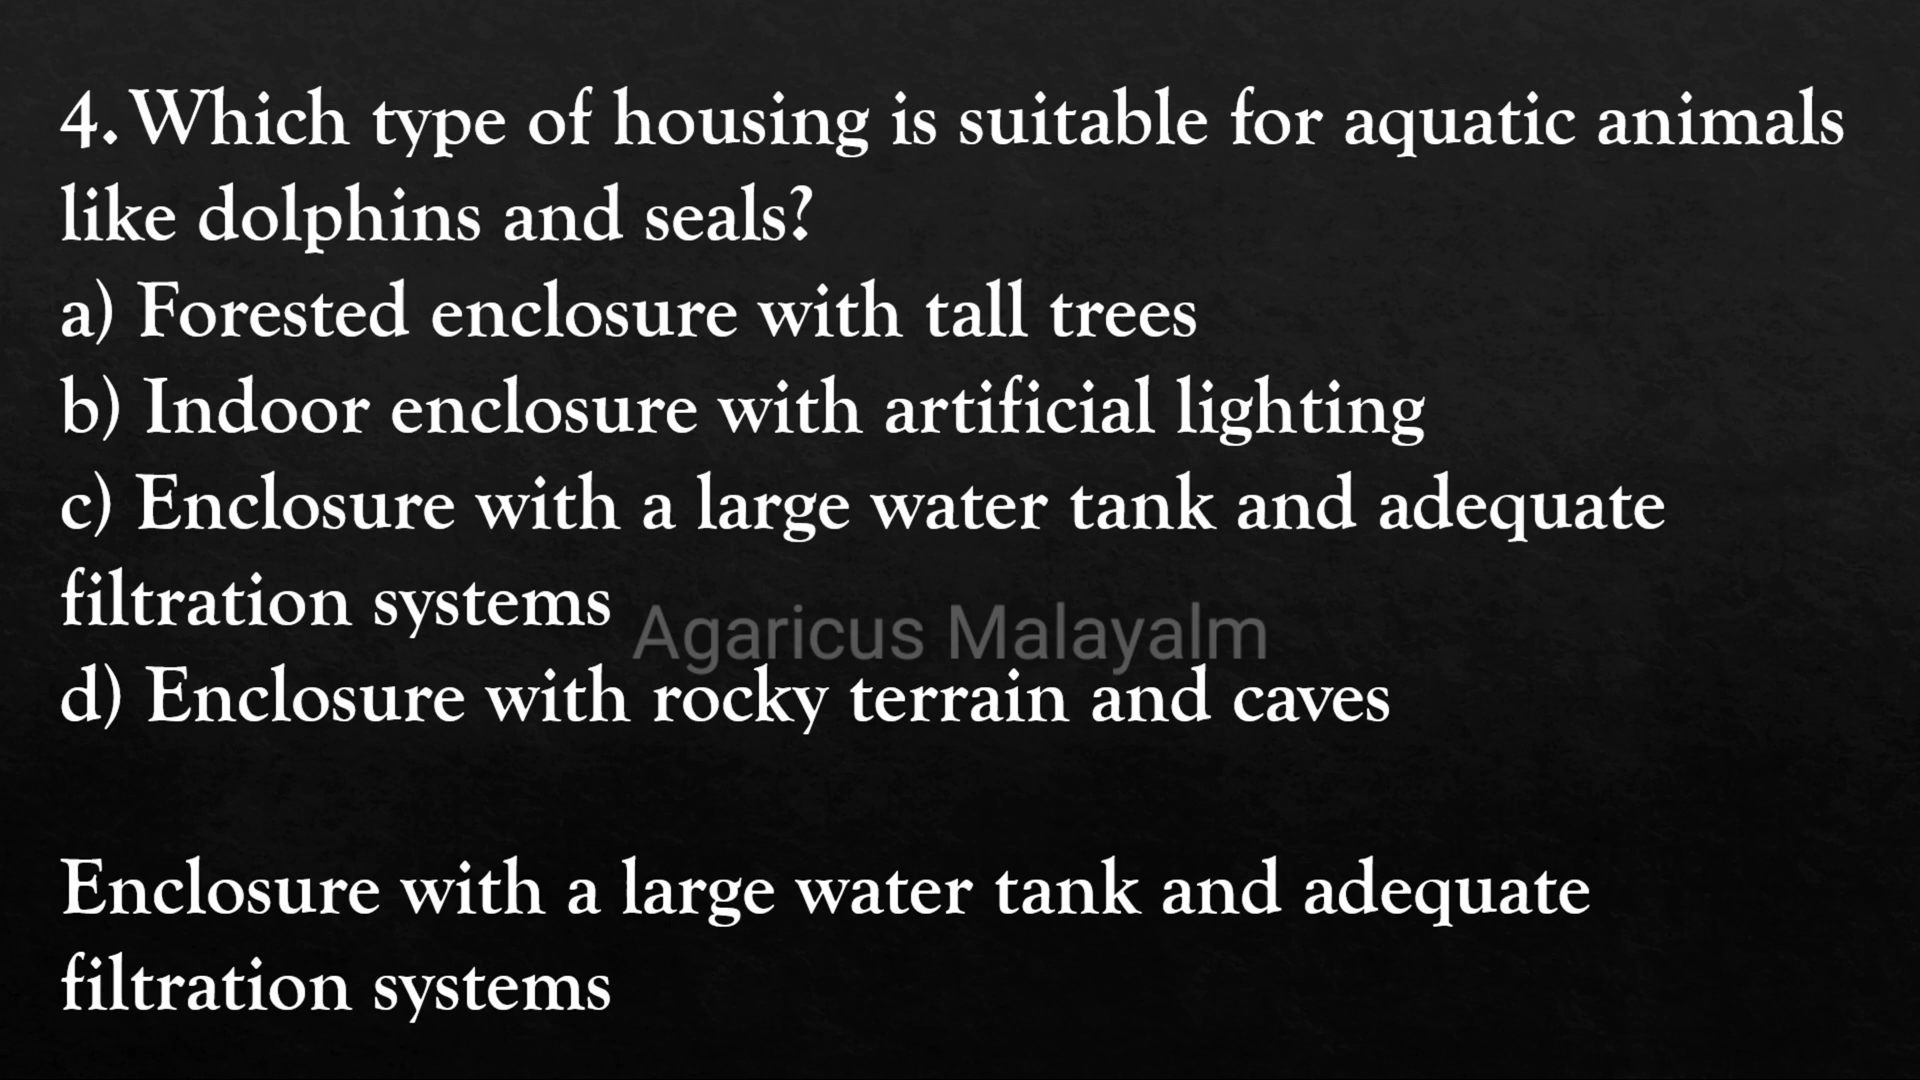 4. Which type of housing is suitable for aquatic animals
like dolphins and seals?
a) Forested enclosure with tall trees
b) Indoor enclosure with artificial lighting
c) Enclosure with a large water tank and adequate
filtration systems
Agaricus Malayalm
d) Enclosure with rocky terrain and caves
Enclosure with a large water tank and adequate
filtration systems